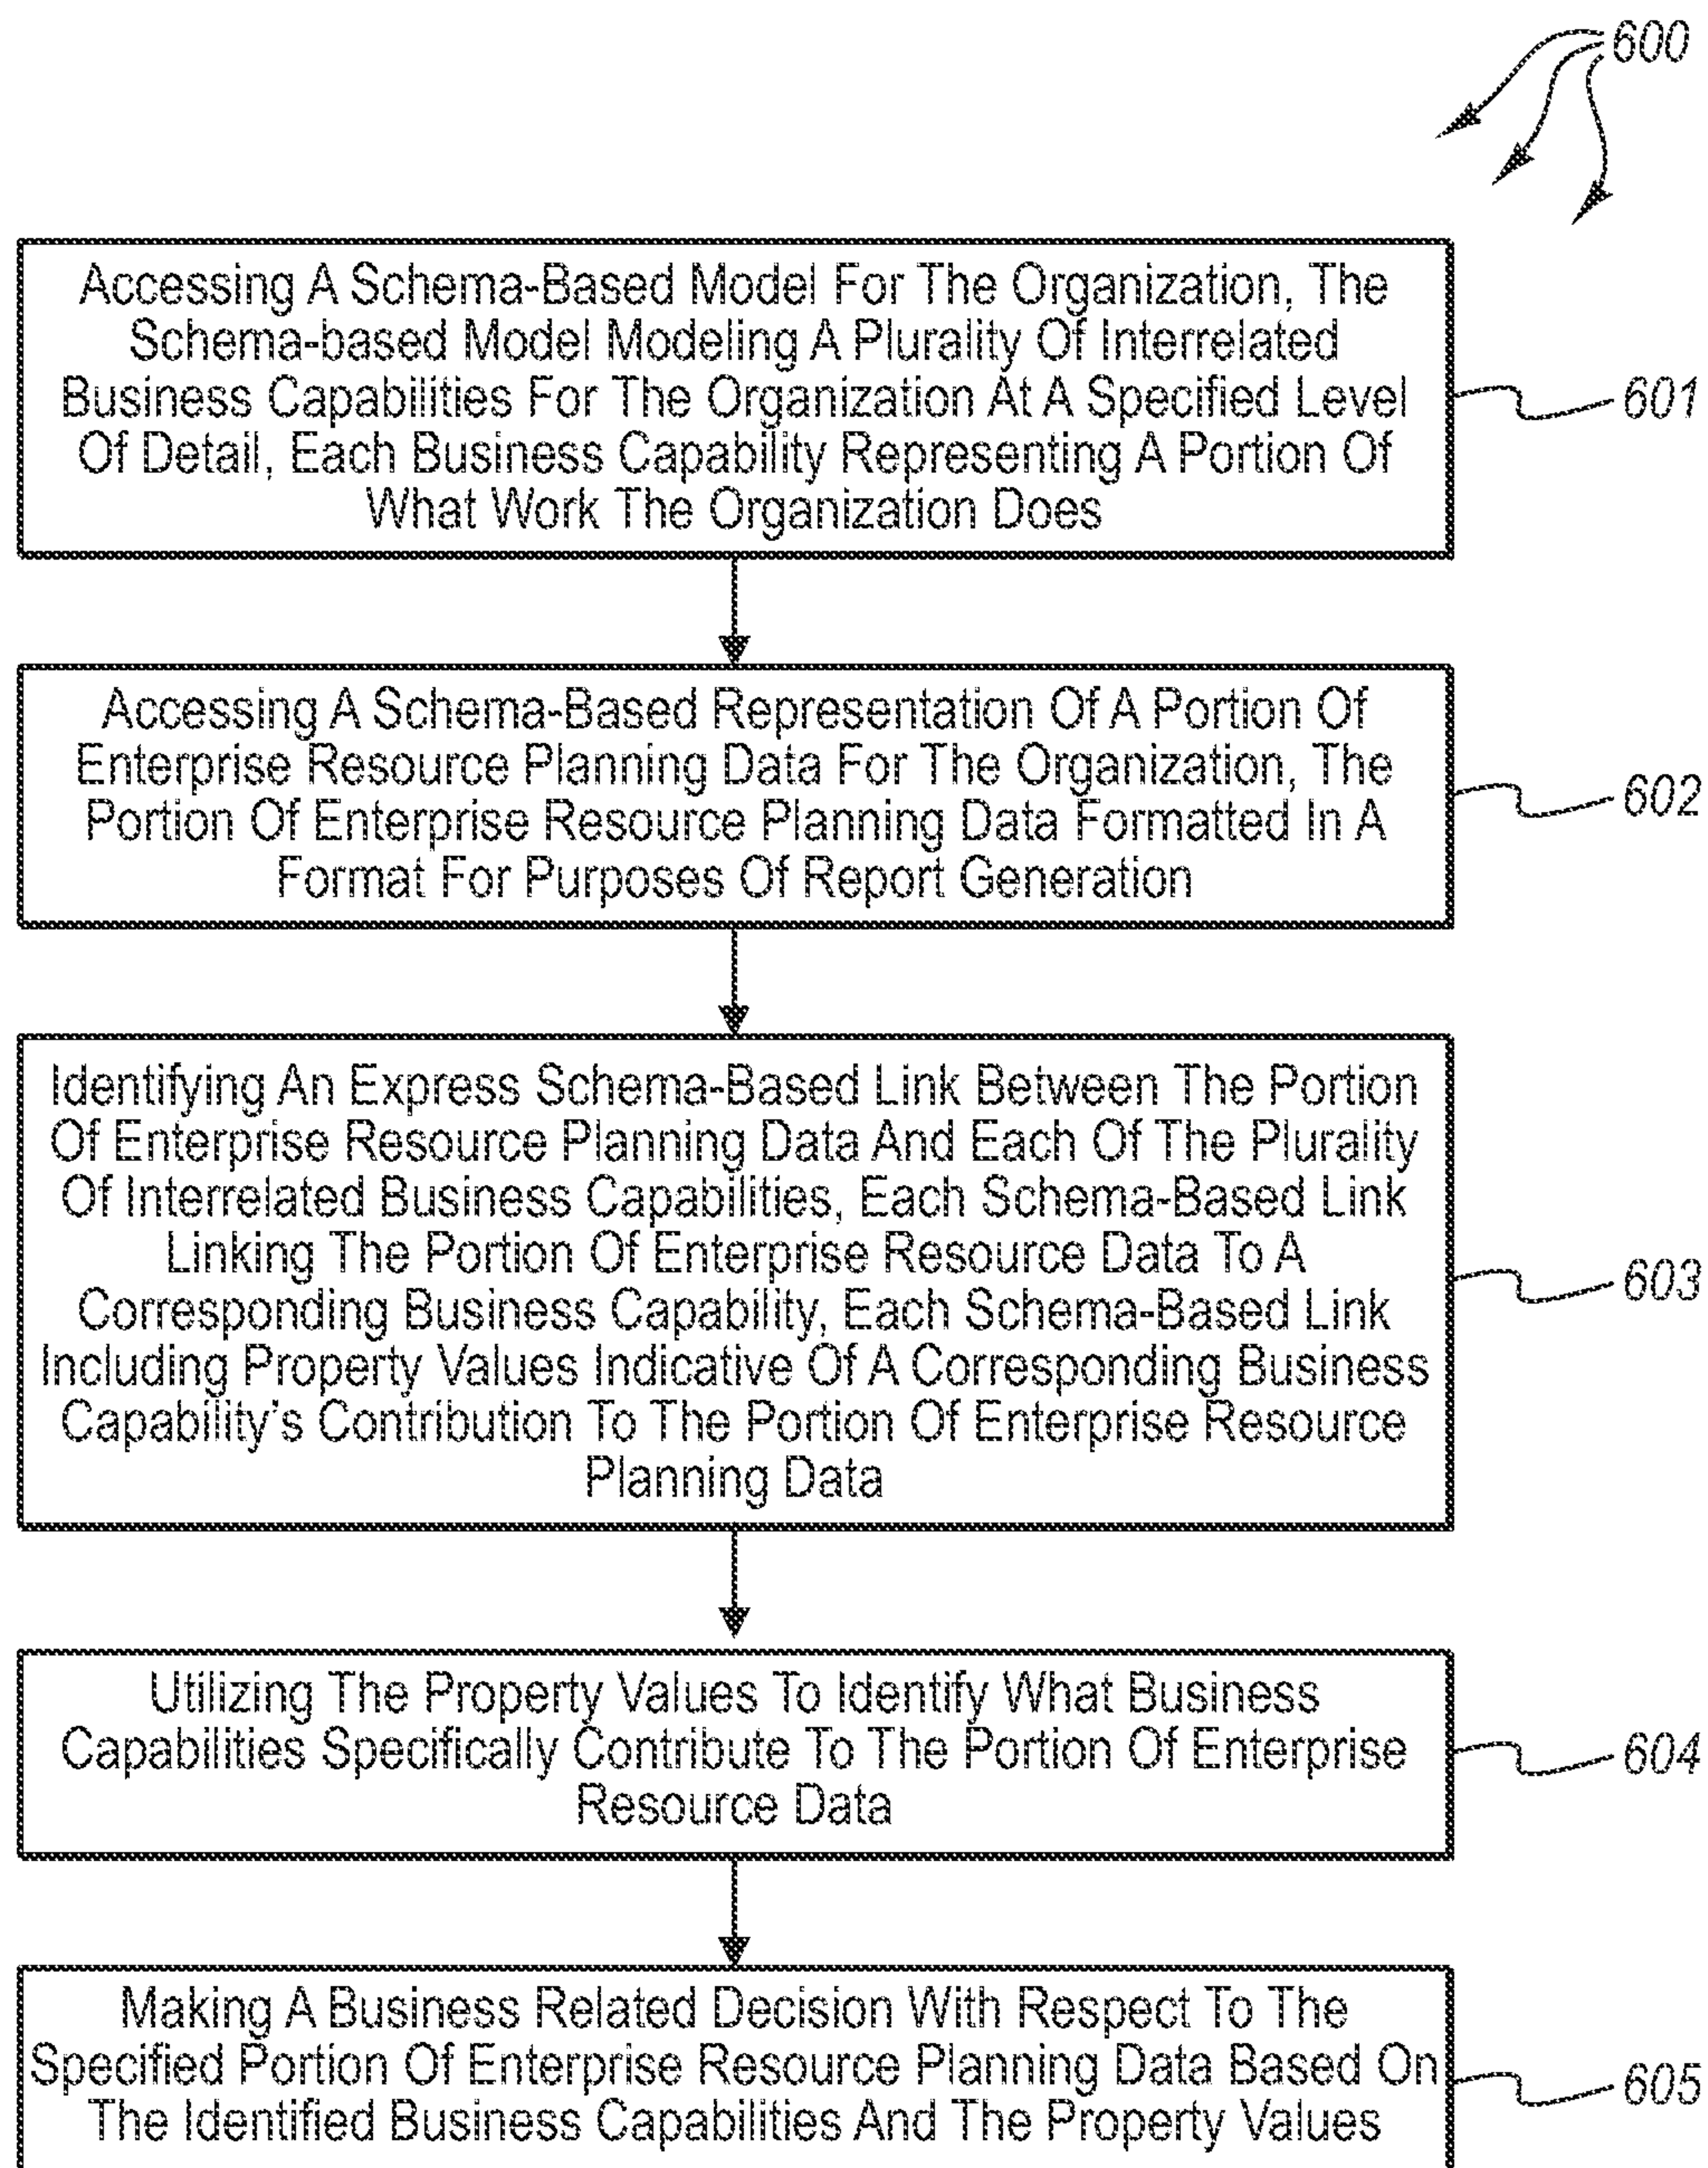 600
Accessing A Schema-Based Model For The Organization, The
Schema-based Model Modeling A Plurality Of Interrelated
Business Capabilities For The Organization At A Specified Level
Of Detail, Each Business Capability Representing A Portion Of
What Work The Organization Does
601
Accessing A Schema-Based Representation Of A Portion Of
Enterprise Resource Planning Data For The Organization, The
Portion Of Enterprise Resource Planning Data Formatted In A
Format For Purposes Of Report Generation
602
Identifying An Express Schema-Based Link Between The Portion
Of Enterprise Resource Planning Data And Each Of The Plurality
Of Interrelated Business Capabilities, Each Schema-Based Link
Linking The Portion Of Enterprise Resource Data To A
Corresponding Business Capability, Each Schema-Based Link
Including Property Values Indicative Of A Corresponding Business
Capability's Contribution To The Portion Of Enterprise Resource
Planning Data
603
Utilizing The Property Values To Identify What Business
Capabilities Specifically Contribute To The Portion Of Enterprise
Resource Data
604
Making A Business Related Decision With Respect To The
Specified Portion Of Enterprise Resource Planning Data Based On
The Identified Business Capabilities And The Property Values
605